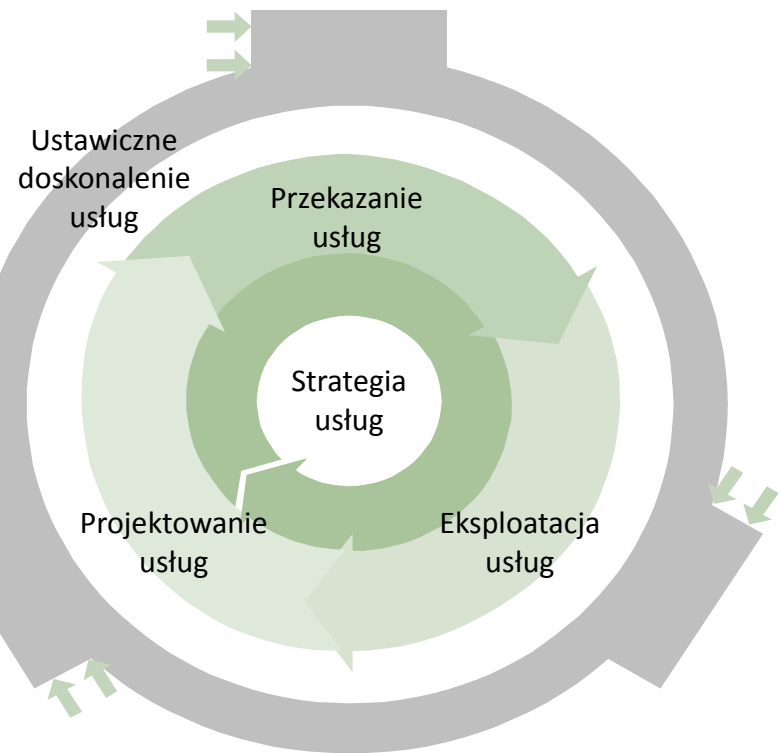 Ustawiczne
doskonalenie
usług
Przekazanie
usług
Strategia
usług
Projektowanie
usług
Eksploatacja
usług